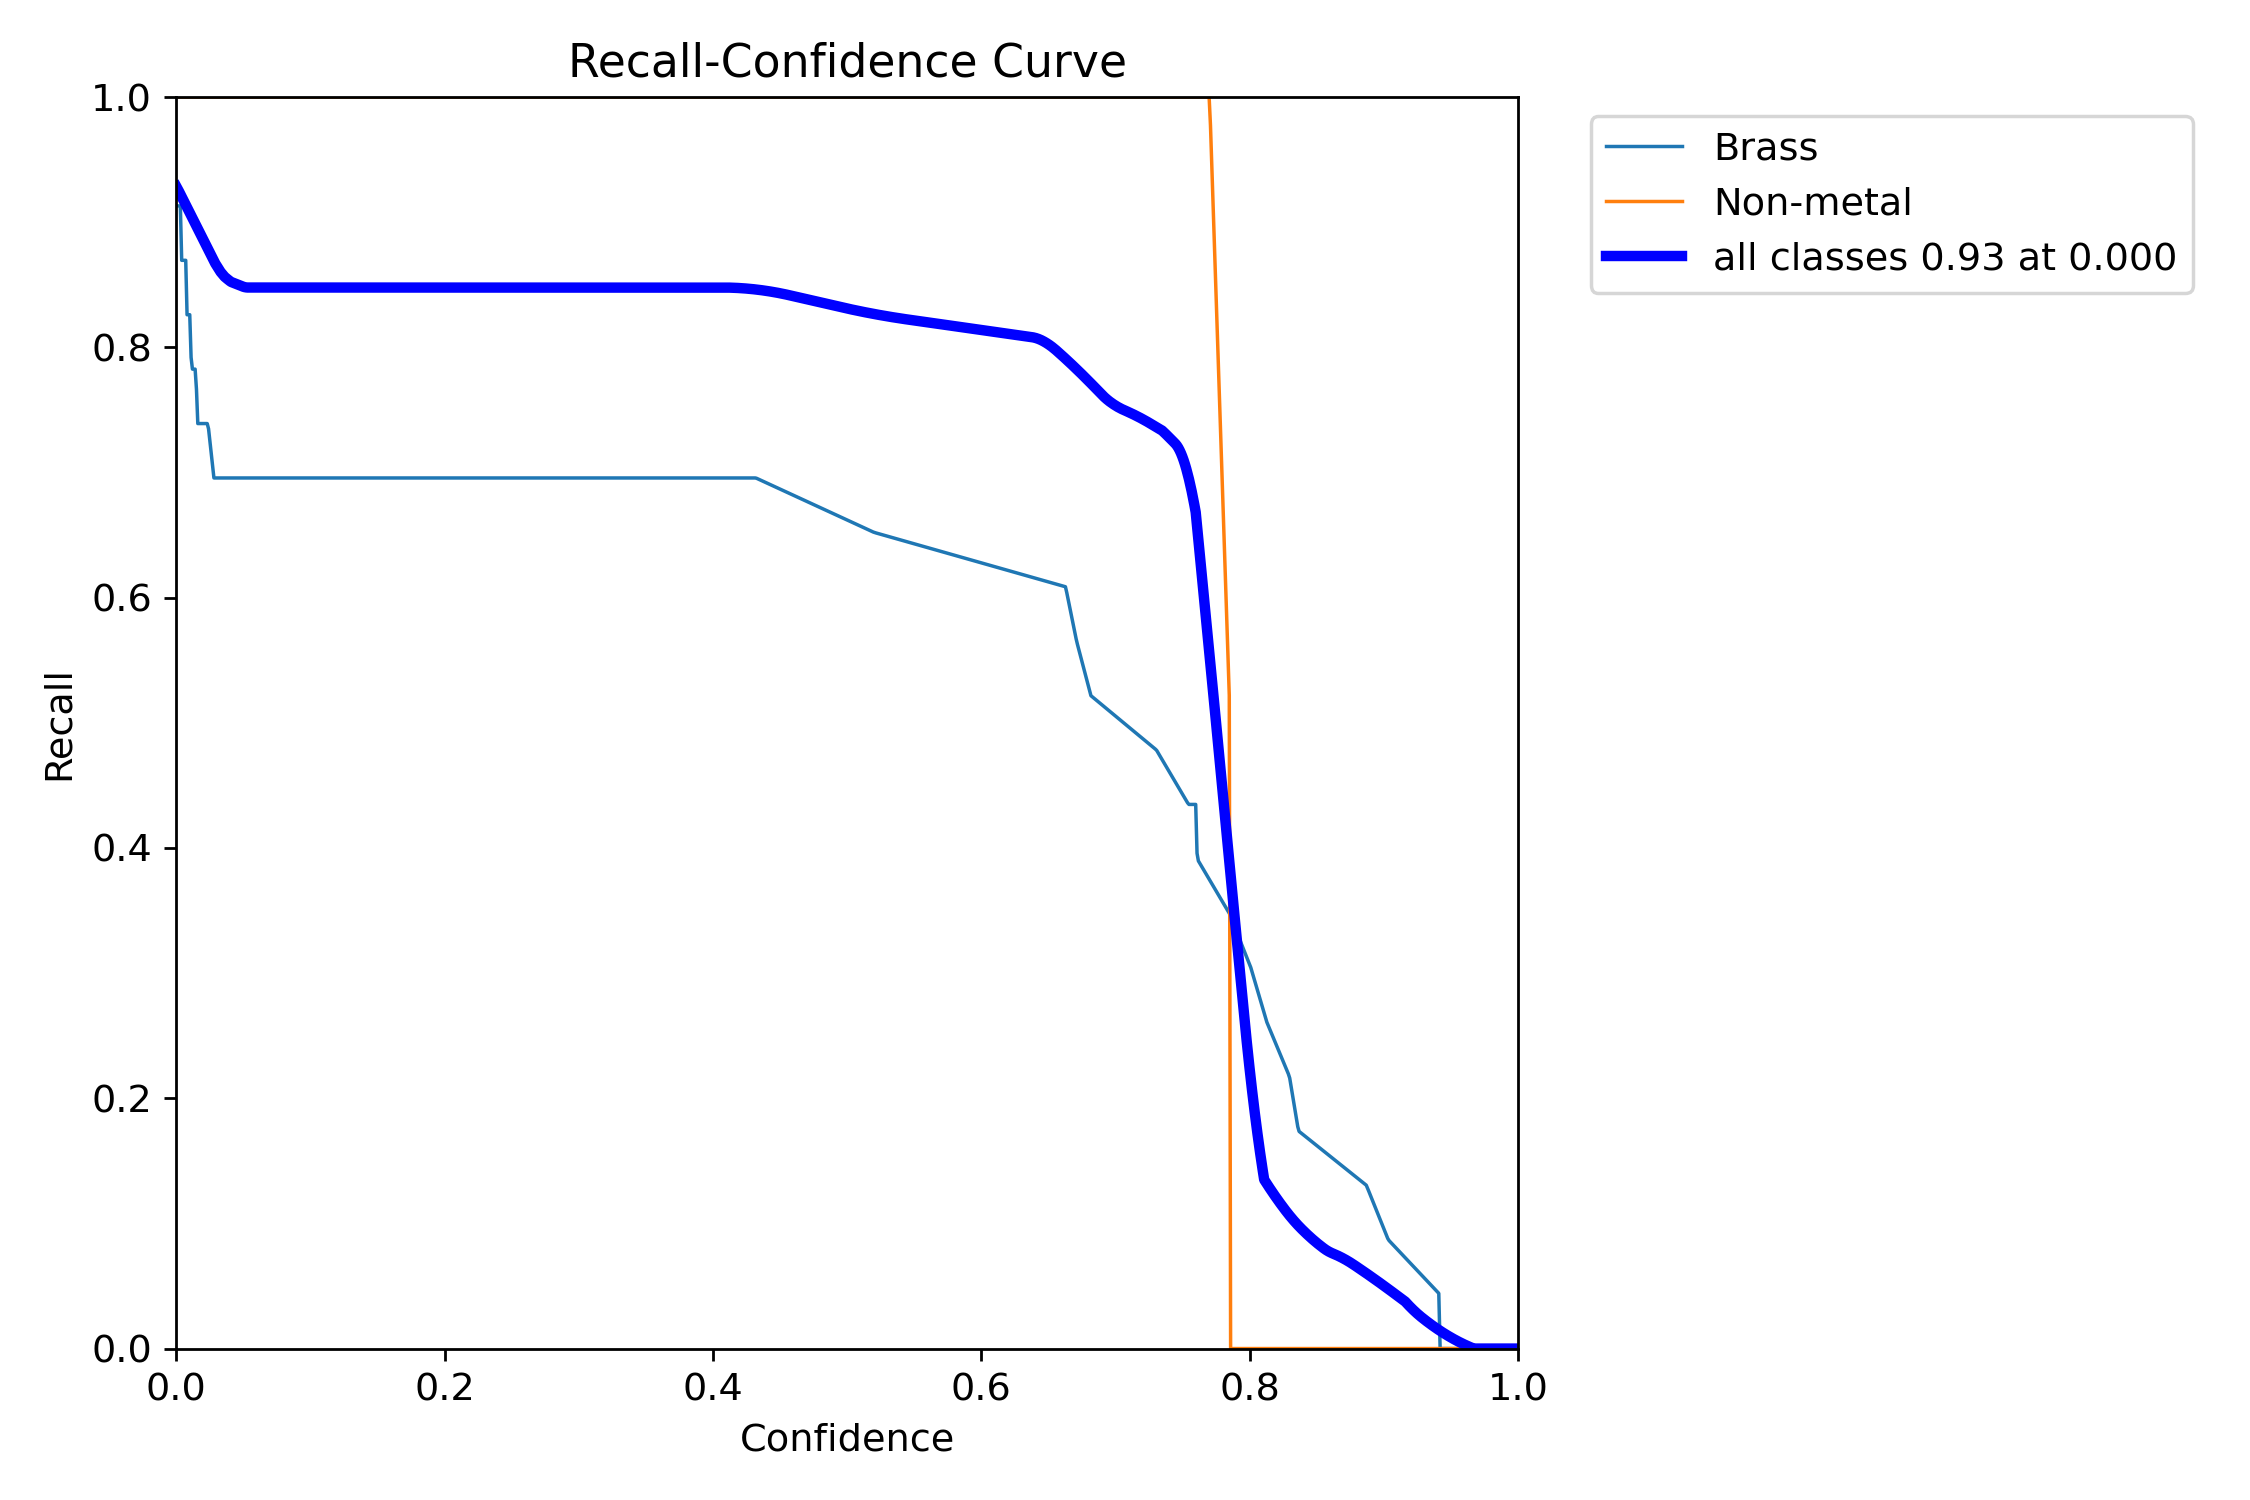 Recall-Confidence Curve
1.0
0.8
0.6
0.4
0.2
0.0
Recall
0.0 0.2 0.4 0.6 0.8 1.0
Confidence
Brass
Non-metal
all classes 0.93 at 0.000